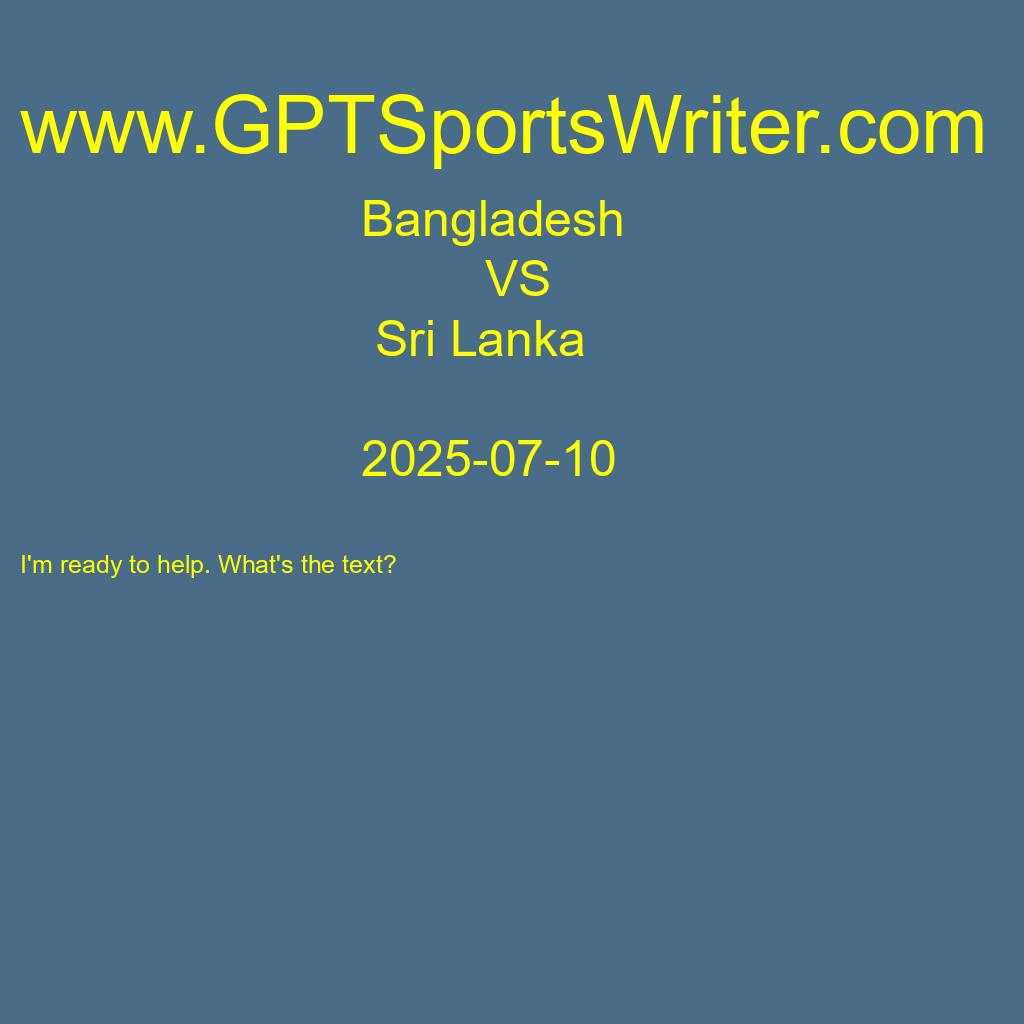 www.GPTSportsWriter.com
Bangladesh
VS
Sri Lanka
2025-07-10
I'm ready to help. What's the text?